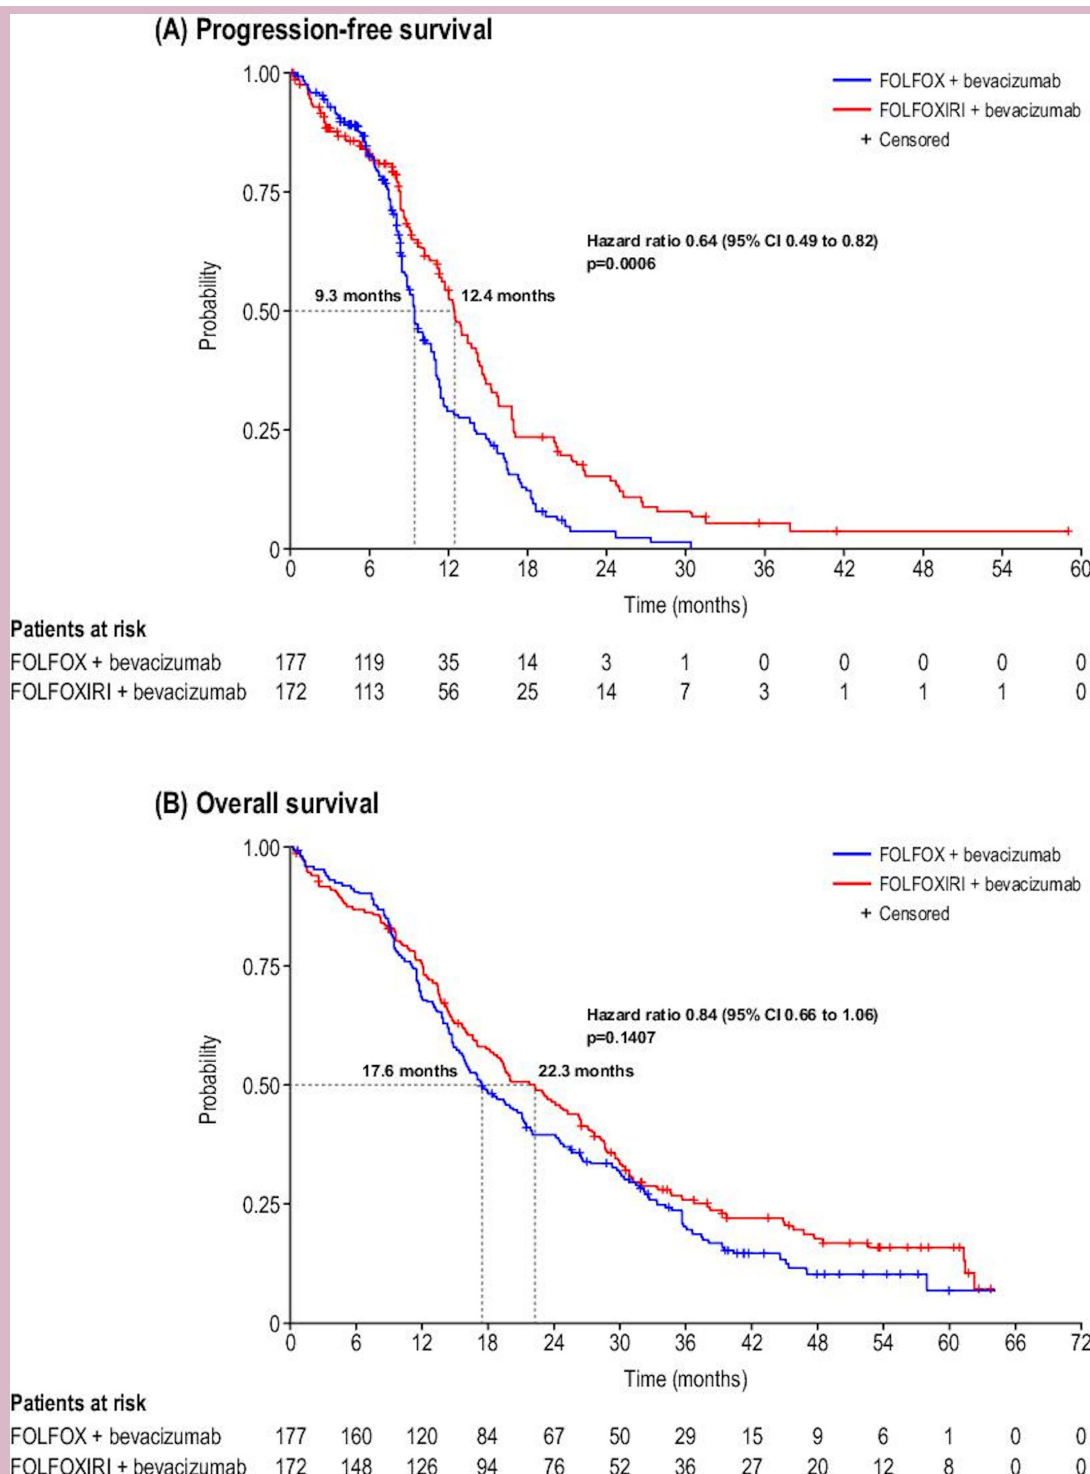 (A) Progression-free survival
1.00
FOLFOX + bevacizumab
FOLFOXIRI + bevacizumab
+ Censored
0.75
Hazard ratio 0.64 (95% CI 0.49 to 0.82)
p=0.0006
Probability
9.3 months 12.4 months
0.50
0.25
0
0 6 12 18 24 30 36 42 48 54 60
Time (months)
Patients at risk
FOLFOX + bevacizumab 177 119 35 14 3 1 0 0 0 0 0
FOLFOXIRI + bevacizumab 172 113 56 25 14 7 3 1 1 1 0
(B) Overall survival
1.00
FOLFOX + bevacizumab
FOLFOXIRI + bevacizumab
+ Censored
0.75
Hazard ratio 0.84 (95% CI 0.66 to 1.06)
p=0.1407
Probability
17.6 months 22.3 months
0.50
0.25
0
0 6 12 18 24 30 36 42 48 54 60 66 72
Time (months)
Patients at risk
FOLFOX + bevacizumab 177 160 120 84 67 50 29 15 9 6 1 0 0
FOLFOXIRI + bevacizumab 172 148 126 94 76 52 36 27 20 12 8 0 0